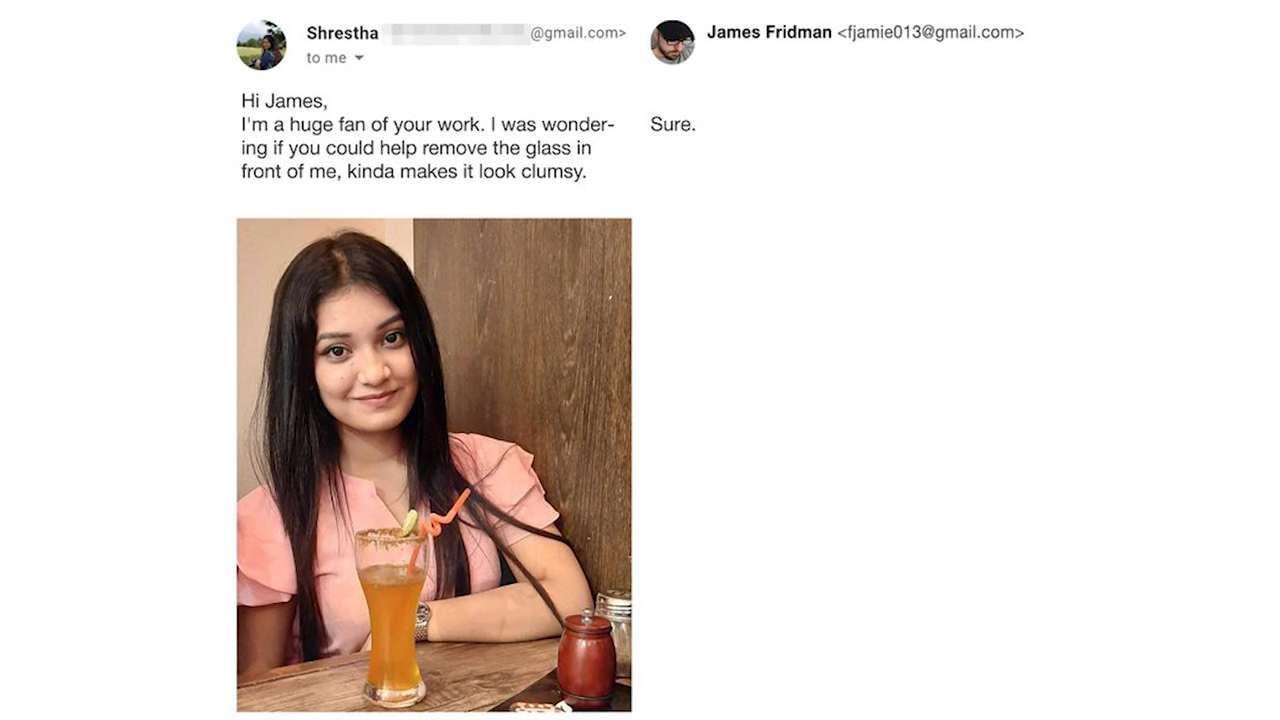 Shrestha @gmail.com>
to me
Hi James,
I'm a huge fan of your work. I was wonder-
ing if you could help remove the glass in
front of me, kinda makes it look clumsy.
James Fridman <fjamie013@gmail.com>
Sure.